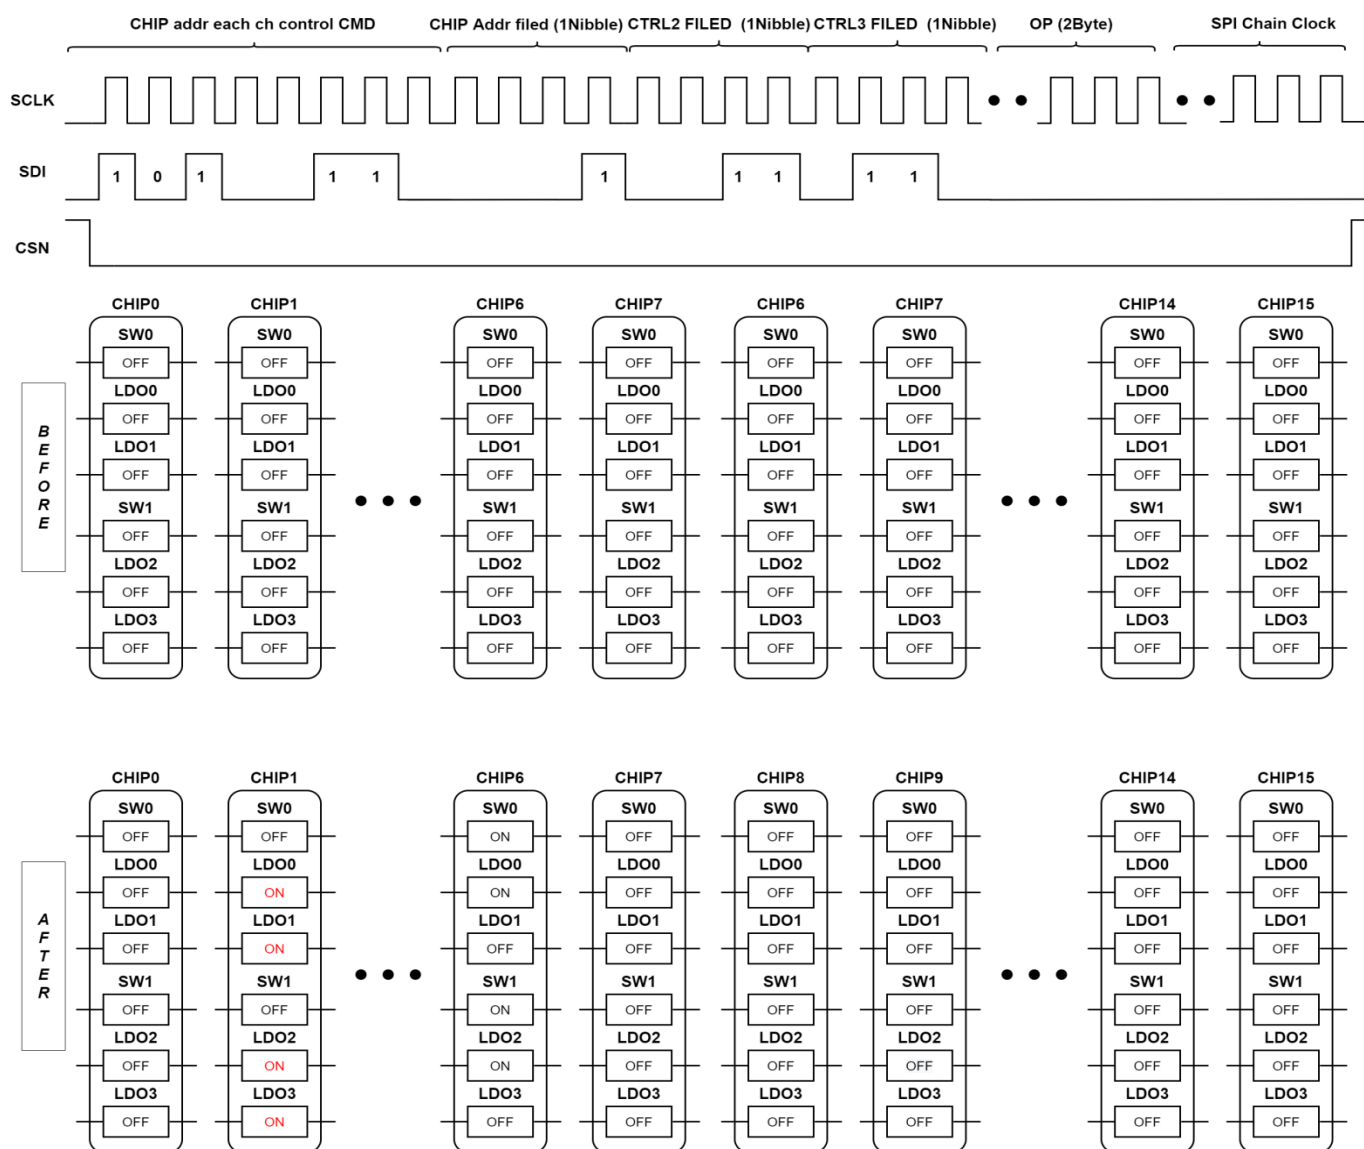 CHIP addr each ch control CMD CHIP Addr filed (1Nibble) CTRL2 FILED (1Nibble) CTRL3 FILED (1Nibble) OP (2Byte) SPI Chain Clock
SCLK
SDI 1 0 1 1 1 1 1 1 1 1
CSN
CHIP0 CHIP1 CHIP6 CHIP7 CHIP6 CHIP7 CHIP14 CHIP15
SW0 SW0 SW0 SW0 SW0 SW0 SW0 SW0
OFF OFF OFF OFF OFF OFF OFF OFF
LDO0 LDO0 LDO0 LDO0 LDO0 LDO0 LDO0 LDO0
OFF OFF OFF OFF OFF OFF OFF OFF
LDO1 LDO1 LDO1 LDO1 LDO1 LDO1 LDO1 LDO1
OFF OFF OFF OFF OFF OFF OFF OFF
BEFORE
SW1 SW1 SW1 SW1 SW1 SW1 SW1 SW1
OFF OFF OFF OFF OFF OFF OFF OFF
LDO2 LDO2 LDO2 LDO2 LDO2 LDO2 LDO2 LDO2
OFF OFF OFF OFF OFF OFF OFF OFF
LDO3 LDO3 LDO3 LDO3 LDO3 LDO3 LDO3 LDO3
OFF OFF OFF OFF OFF OFF OFF OFF
CHIP0 CHIP1 CHIP6 CHIP7 CHIP8 CHIP9 CHIP14 CHIP15
SW0 SW0 SW0 SW0 SW0 SW0 SW0 SW0
OFF OFF ON OFF OFF OFF OFF OFF
LDO0 LDO0 LDO0 LDO0 LDO0 LDO0 LDO0 LDO0
OFF ON ON OFF OFF OFF OFF OFF
LDO1 LDO1 LDO1 LDO1 LDO1 LDO1 LDO1 LDO1
OFF ON OFF OFF OFF OFF OFF OFF
AFTER
SW1 SW1 SW1 SW1 SW1 SW1 SW1 SW1
OFF OFF ON OFF OFF OFF OFF OFF
LDO2 LDO2 LDO2 LDO2 LDO2 LDO2 LDO2 LDO2
OFF ON ON OFF OFF OFF OFF OFF
LDO3 LDO3 LDO3 LDO3 LDO3 LDO3 LDO3 LDO3
OFF ON OFF OFF OFF OFF OFF OFF